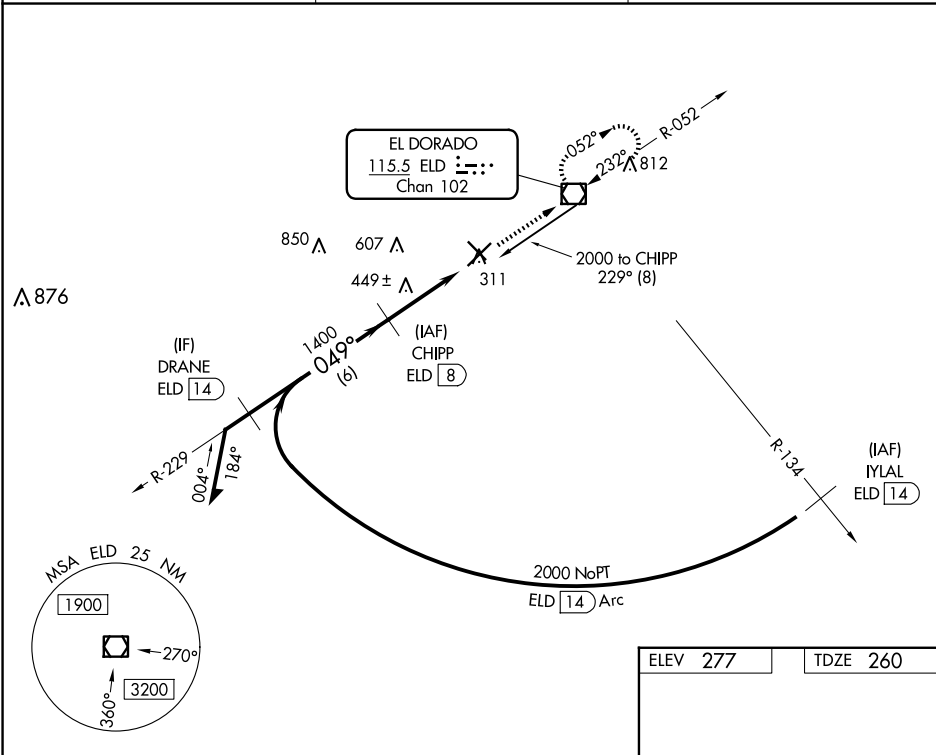 R-052
052°
232°
812
EL DORADO
115.5 ELD
Chan 102
850
607
449±
311
2000 to CHIPP
229° (8)
876
(IF)
DRANE
ELD 14
1400
049°
(6)
(IAF)
CHIPP
ELD 8
R-229
004°
184°
R-134
(IAF)
IYLAL
ELD 14
2000 NoPT
ELD 14 Arc
MSA ELD 25 NM
1900
270°
3200
360°
ELEV 277
TDZE 260